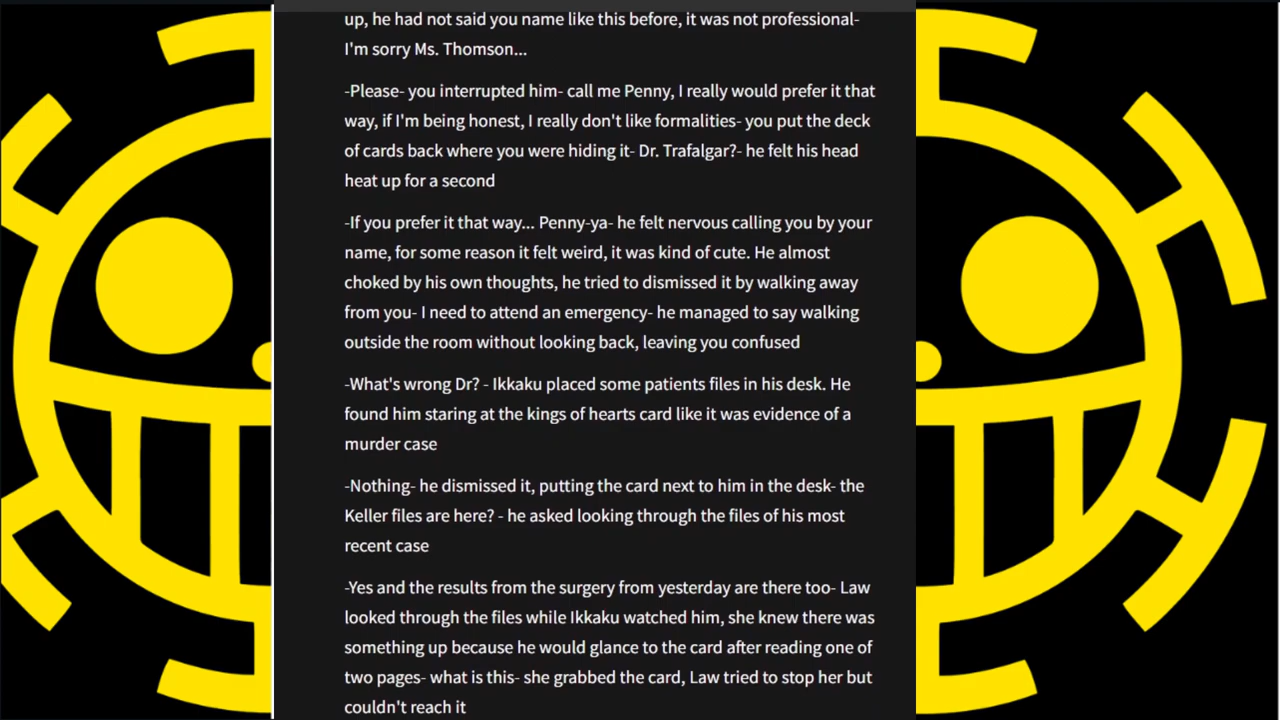 up, he had not said you name like this before, it was not professional-
I'm sorry Ms. Thomson...
-Please- you interrupted him- call me Penny, I really would prefer it that
way, if I'm being honest, I really don't like formalities- you put the deck
of cards back where you were hiding it- Dr. Trafalgar?- he felt his head
heat up for a second
-If you prefer it that way... Penny-ya- he felt nervous calling you by your
name, for some reason it felt weird, it was kind of cute. He almost
choked by his own thoughts, he tried to dismissed it by walking away
from you- I need to attend an emergency- he managed to say walking
outside the room without looking back, leaving you confused
-What's wrong Dr? - Ikkaku placed some patients files in his desk. He
found him staring at the kings of hearts card like it was evidence of a
murder case
-Nothing- he dismissed it, putting the card next to him in the desk- the
Keller files are here? - he asked looking through the files of his most
recent case
-Yes and the results from the surgery from yesterday are there too- Law
looked through the files while Ikkaku watched him, she knew there was
something up because he would glance to the card after reading one of
two pages- what is this- she grabbed the card, Law tried to stop her but
couldn't reach it